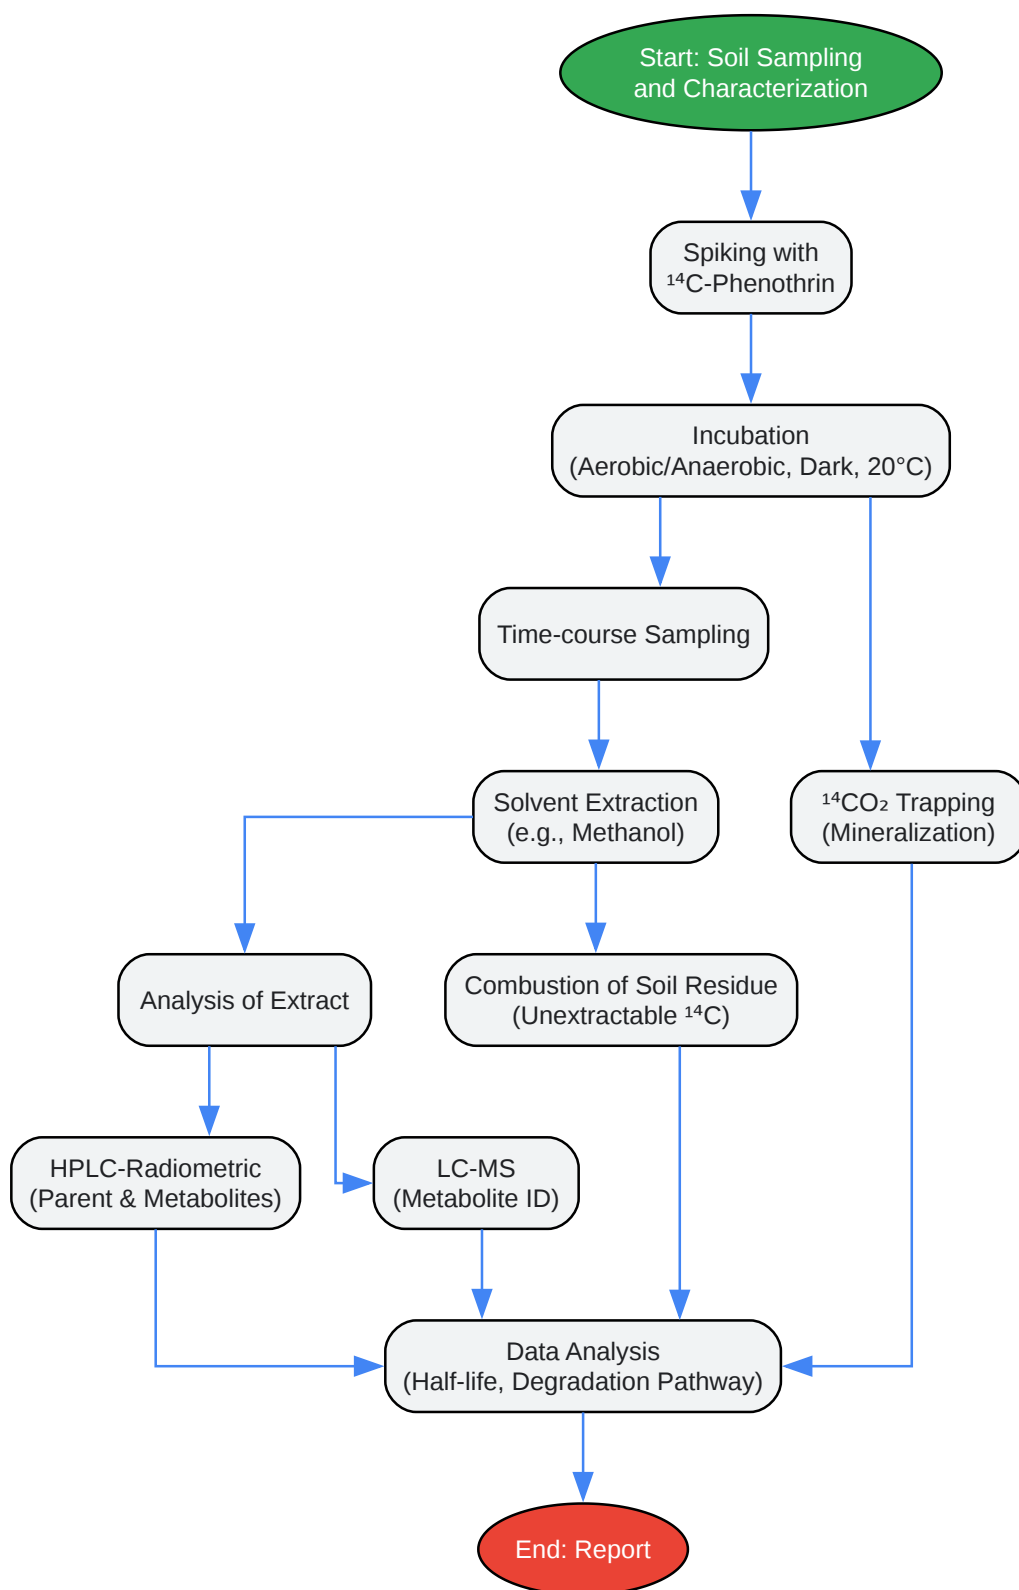 Start: Soil Sampling
and Characterization
Spiking with
¹⁴C-Phenothrin
Incubation
(Aerobic/Anaerobic, Dark, 20°C)
Time-course Sampling
Solvent Extraction
(e.g., Methanol)
¹⁴CO₂ Trapping
(Mineralization)
Analysis of Extract
Combustion of Soil Residue
(Unextractable ¹⁴C)
HPLC-Radiometric
(Parent & Metabolites)
LC-MS
(Metabolite ID)
Data Analysis
(Half-life, Degradation Pathway)
End: Report